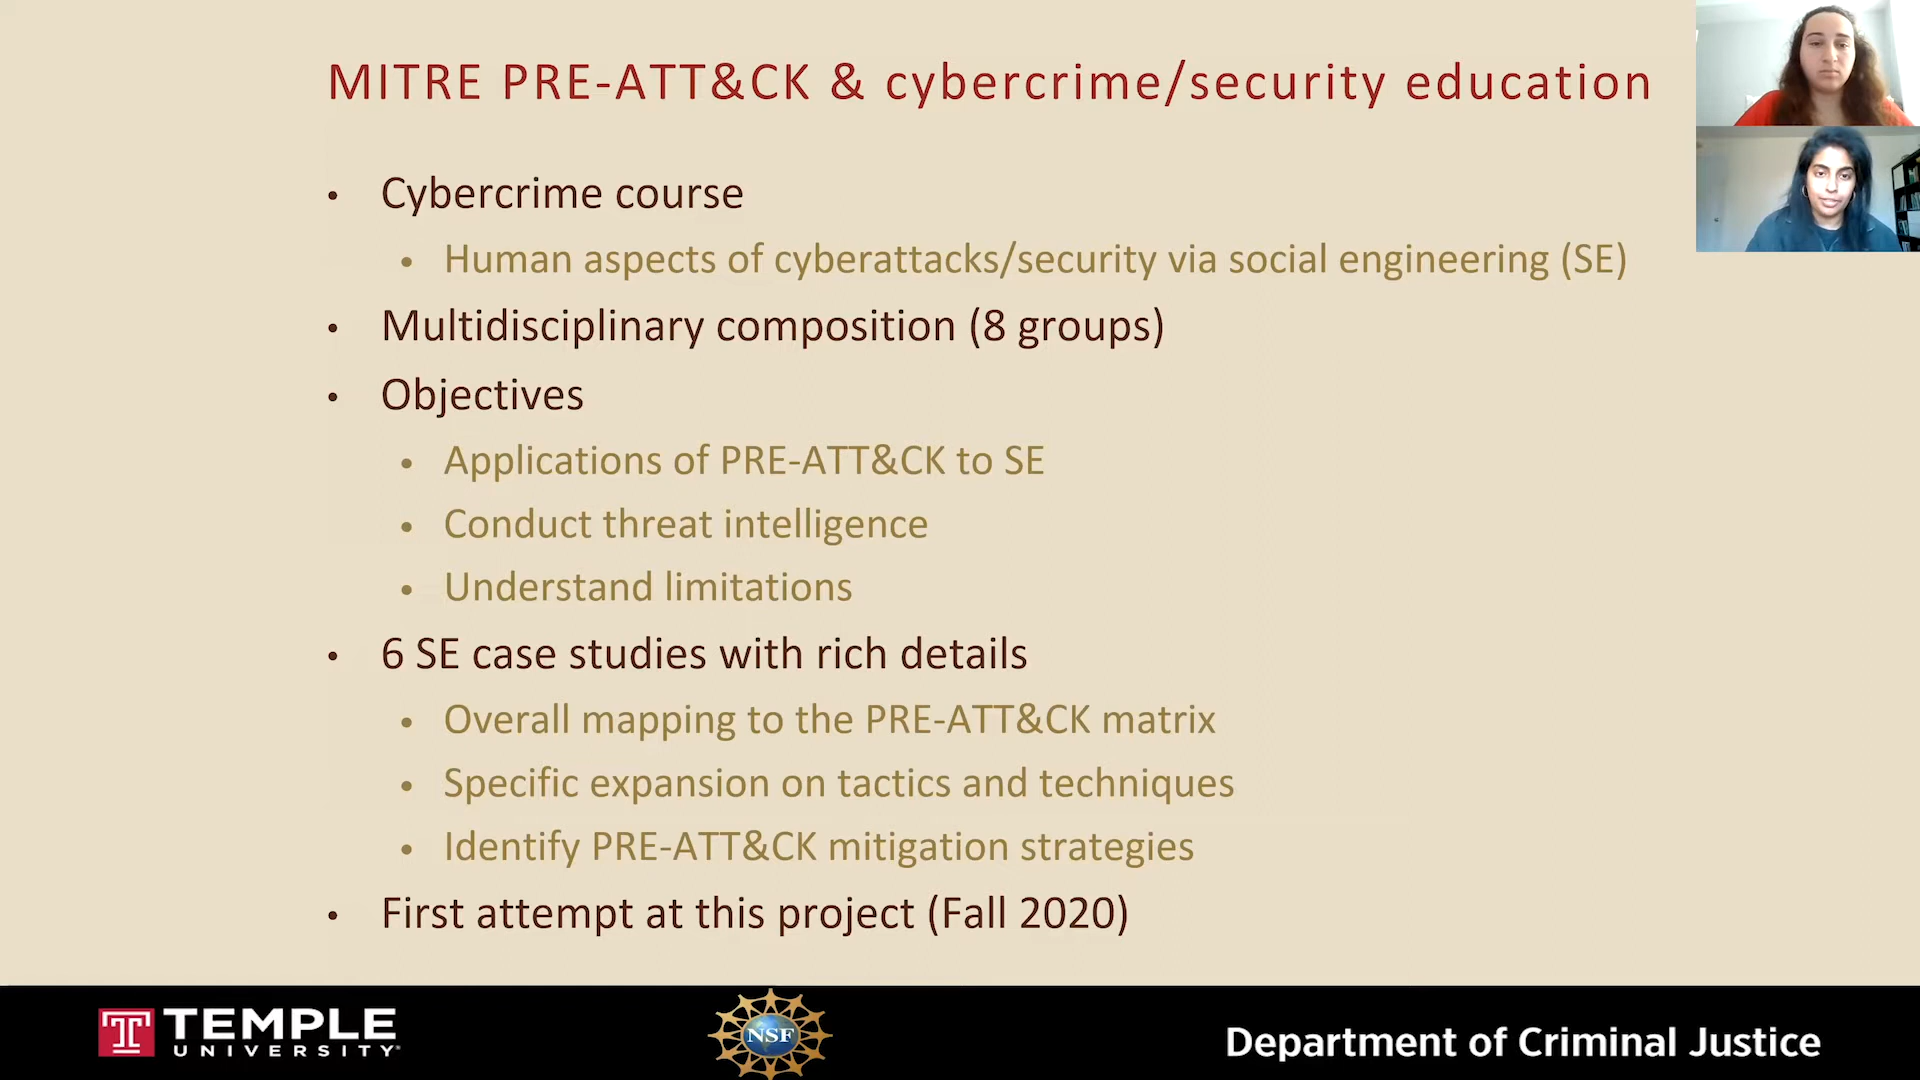 MITRE PRE-ATT&CK & cybercrime/security education
• Cybercrime course
• Human aspects of cyberattacks/security via social engineering (SE)
• Multidisciplinary composition (8 groups)
• Objectives
• Applications of PRE-ATT&CK to SE
• Conduct threat intelligence
• Understand limitations
• 6 SE case studies with rich details
• Overall mapping to the PRE-ATT&CK matrix
• Specific expansion on tactics and techniques
• Identify PRE-ATT&CK mitigation strategies
• First attempt at this project (Fall 2020)
TEMPLE
UNIVERSITY
NSF
Department of Criminal Justice